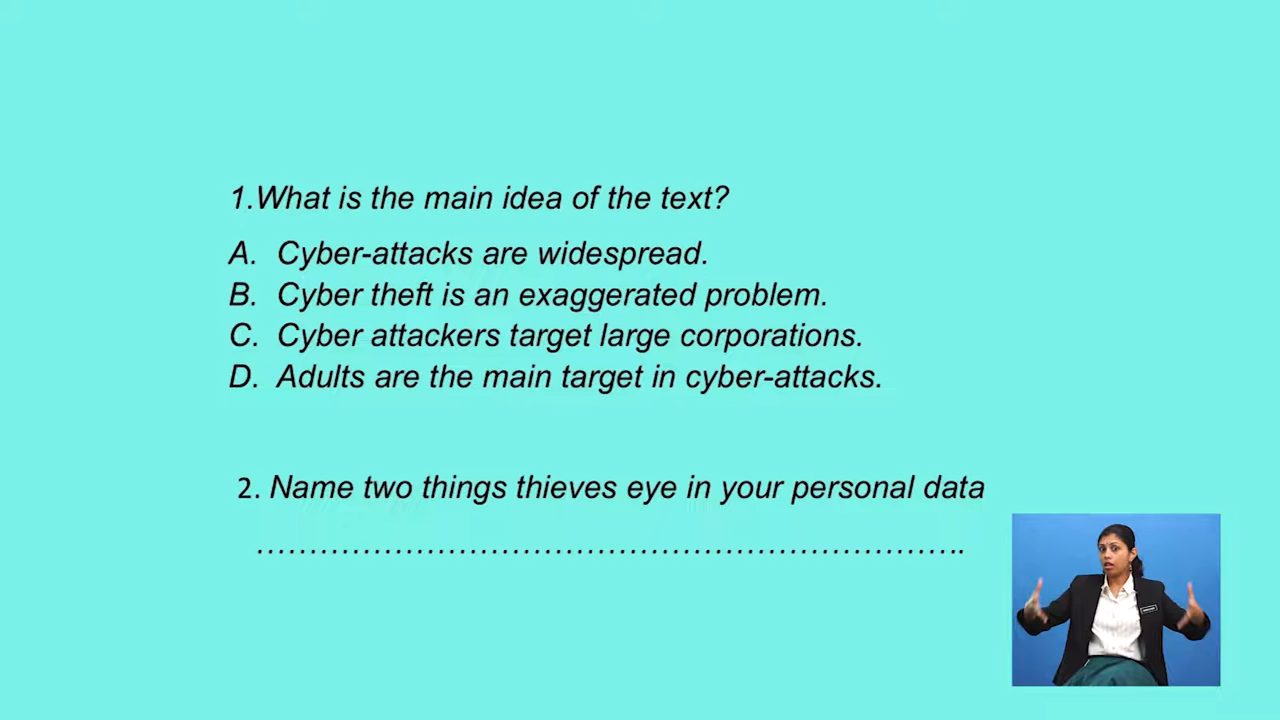 1.What is the main idea of the text?
A. Cyber-attacks are widespread.
B. Cyber theft is an exaggerated problem.
C. Cyber attackers target large corporations.
D. Adults are the main target in cyber-attacks.
2. Name two things thieves eye in your personal data
……………………………………………………….